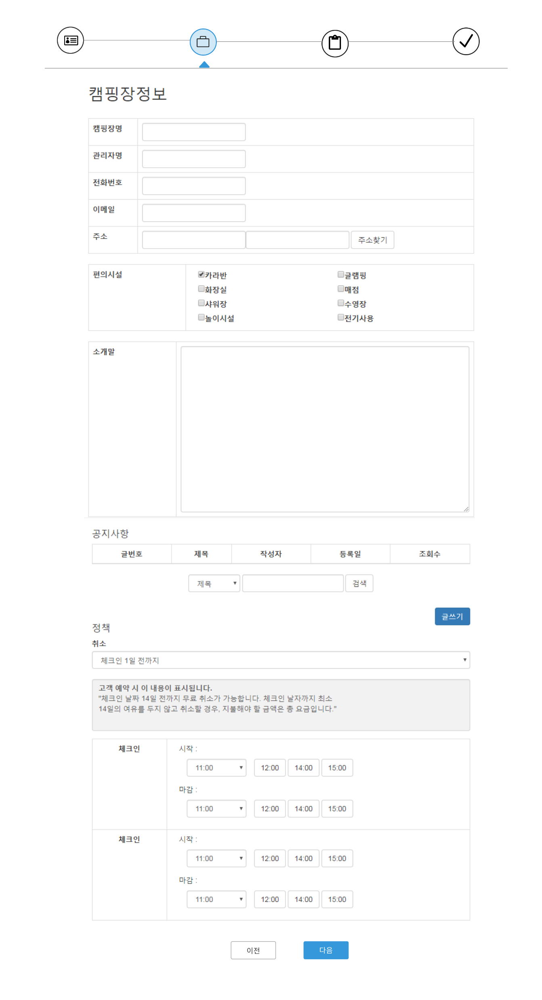 캠핑장정보
캠핑장명
관리자명
전화번호
이메일
주소 주소찾기
편의시설 카라반 글램핑
화장실 매점
샤워장 수영장
놀이시설 전기사용
소개말
공지사항
글번호 제목 작성자 등록일 조회수
제목 검색
글쓰기
정책
취소
체크인 1일 전까지
고객 예약 시 이 내용이 표시됩니다.
"체크인 날짜 14일 전까지 무료 취소가 가능합니다. 체크인 날자까지 최소
14일의 여유를 두지 않고 취소할 경우, 지불해야 할 금액은 총 요금입니다."
체크인 시작 :
11:00 12:00 14:00 15:00
마감 :
11:00 12:00 14:00 15:00
체크인 시작 :
11:00 12:00 14:00 15:00
마감 :
11:00 12:00 14:00 15:00
이전 다음